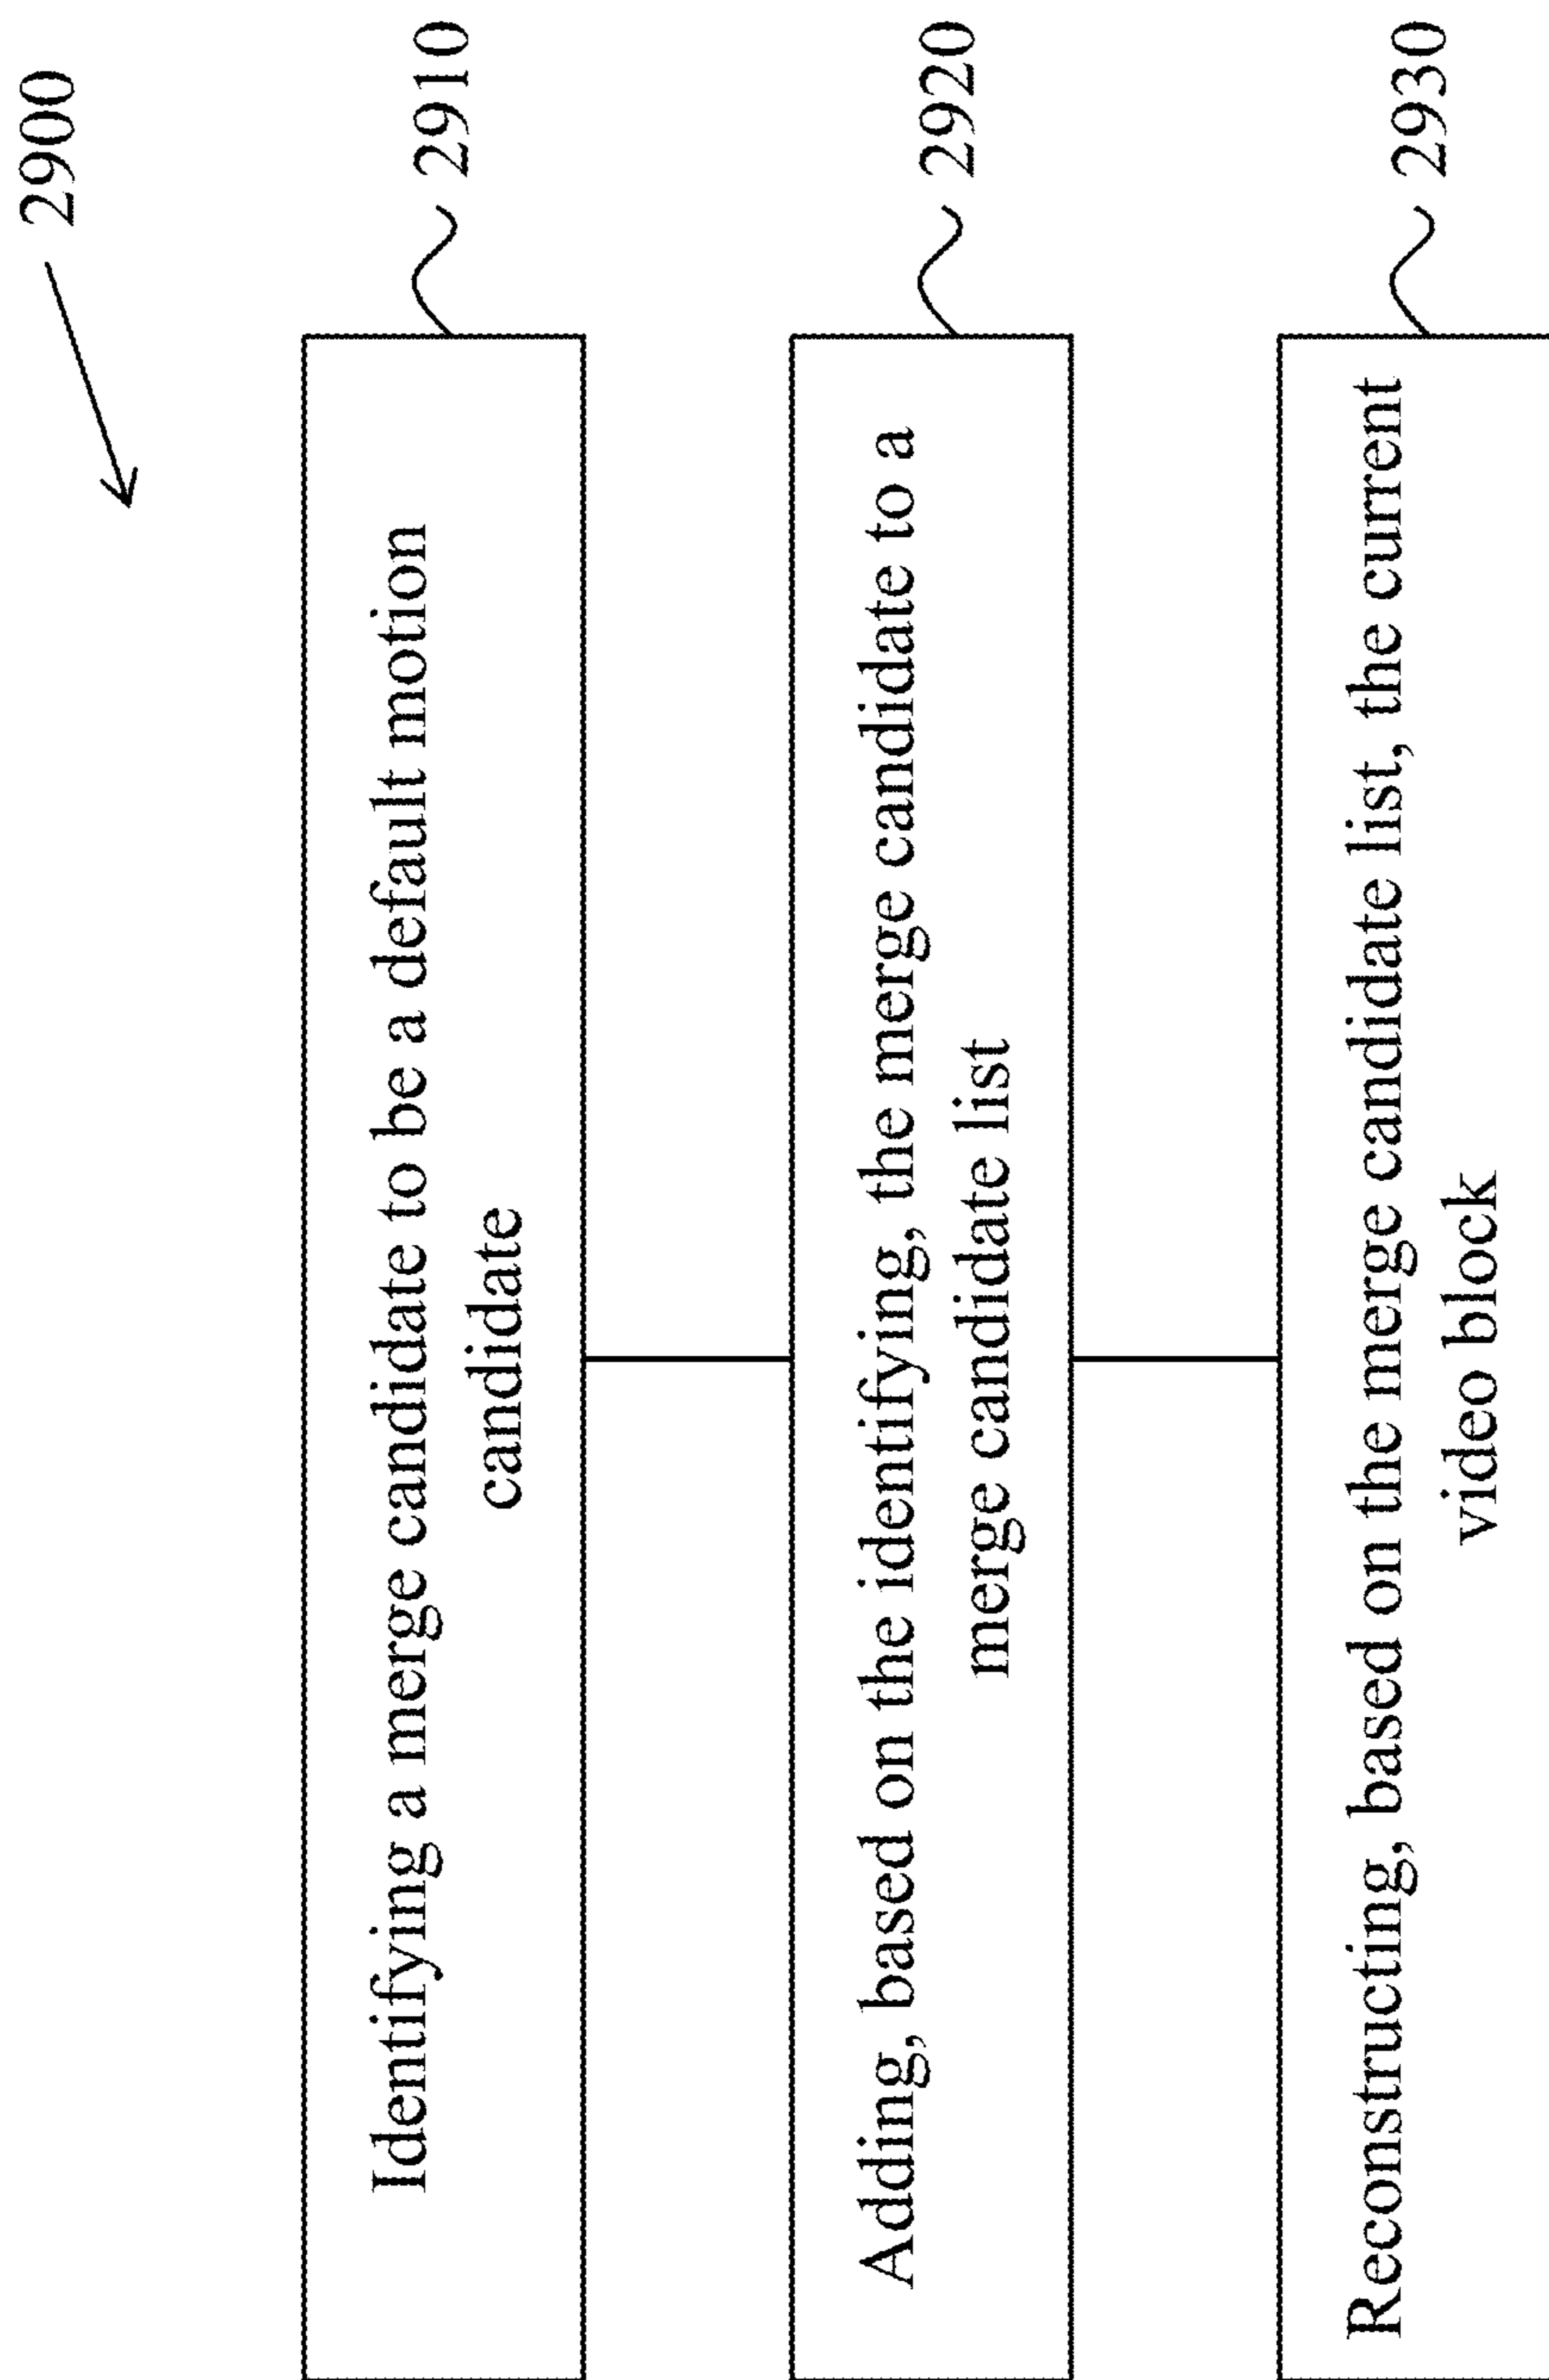 2900
Identifying a merge candidate to be a default motion
candidate
2910
Adding, based on the identifying, the merge candidate to a
merge candidate list
2920
Reconstructing, based on the merge candidate list, the current
video block
2930